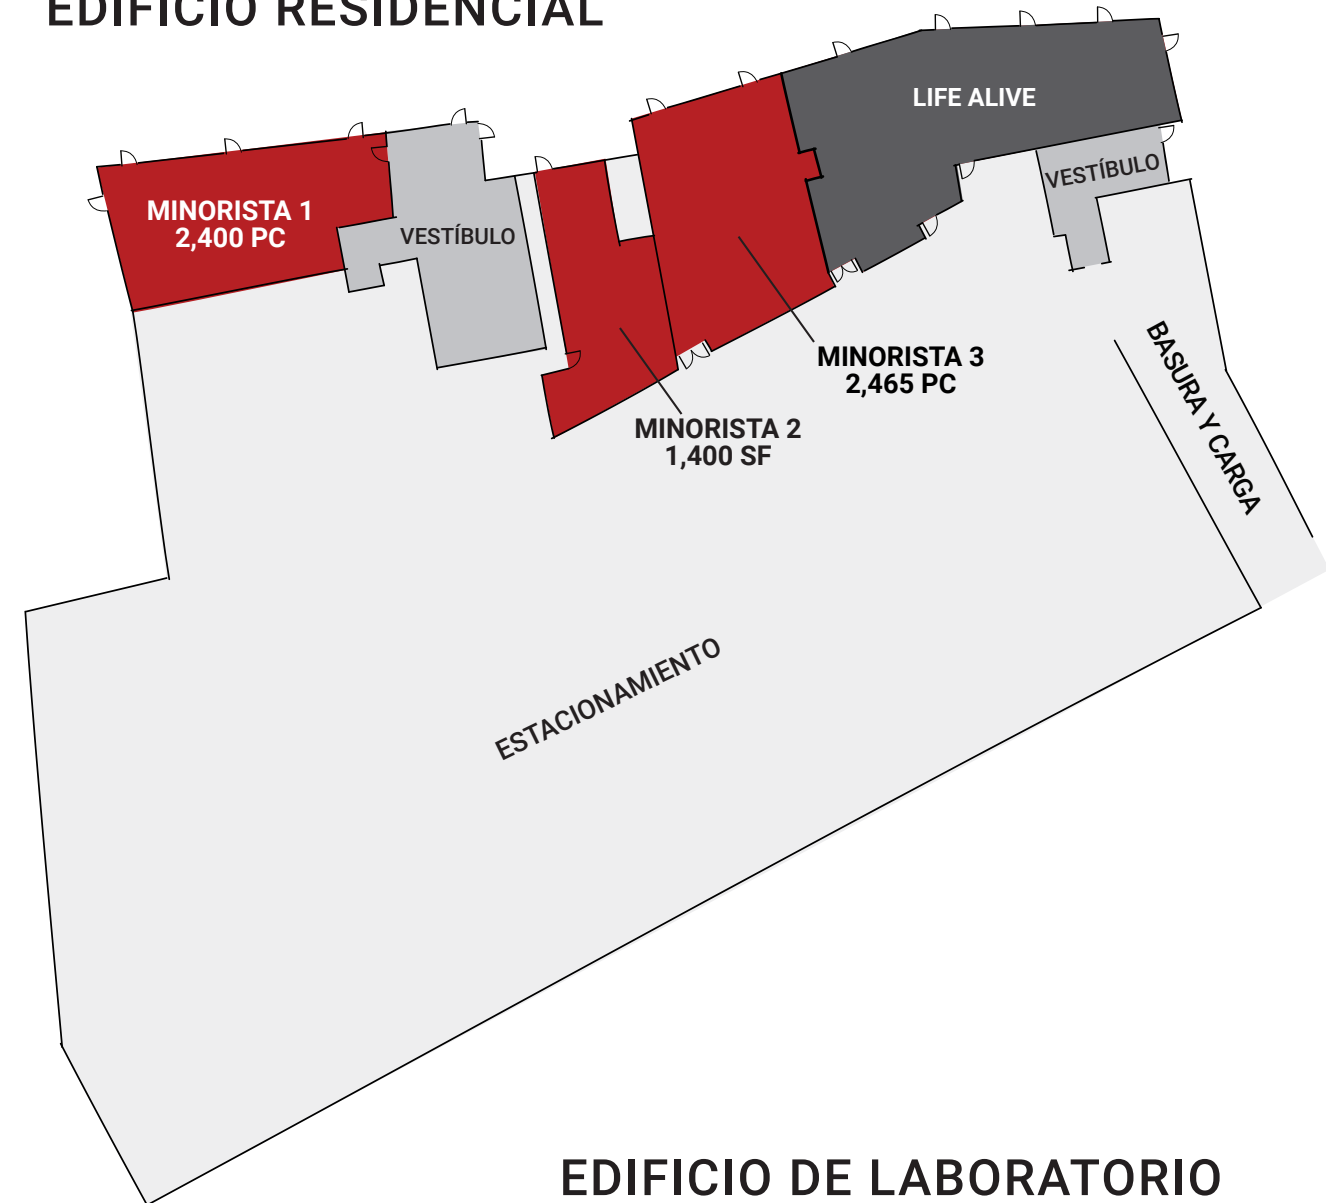 EDIFICIO RESIDENCIAL
LIFE ALIVE
VESTÍBULO
MINORISTA 1
2,400 PC
VESTÍBULO
MINORISTA 3
2,465 PC
MINORISTA 2
1,400 SF
BASURA Y CARGA
ESTACIONAMIENTO
EDIFICIO DE LABORATORIO